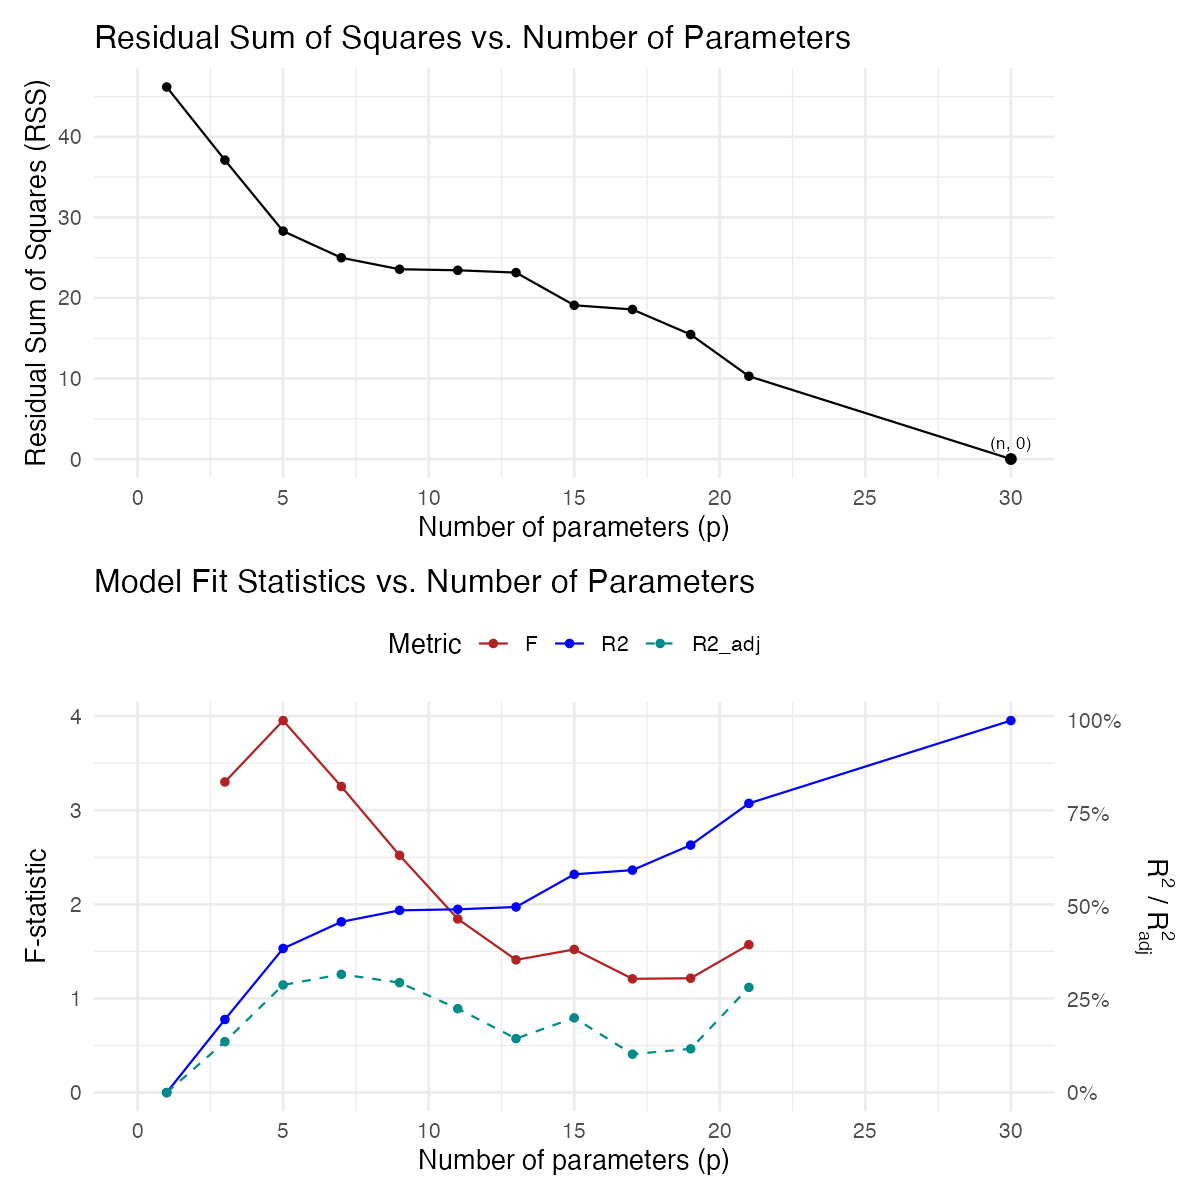 Residual Sum of Squares vs. Number of Parameters
Residual Sum of Squares (RSS)
40
30
20
10
0
(n, 0)
0 5 10 15 20 25 30
Number of parameters (p)
Model Fit Statistics vs. Number of Parameters
Metric F R2 R2_adj
F-statistic
4
3
2
1
0
100%
75%
50%
25%
0%
R² / R²adj
0 5 10 15 20 25 30
Number of parameters (p)